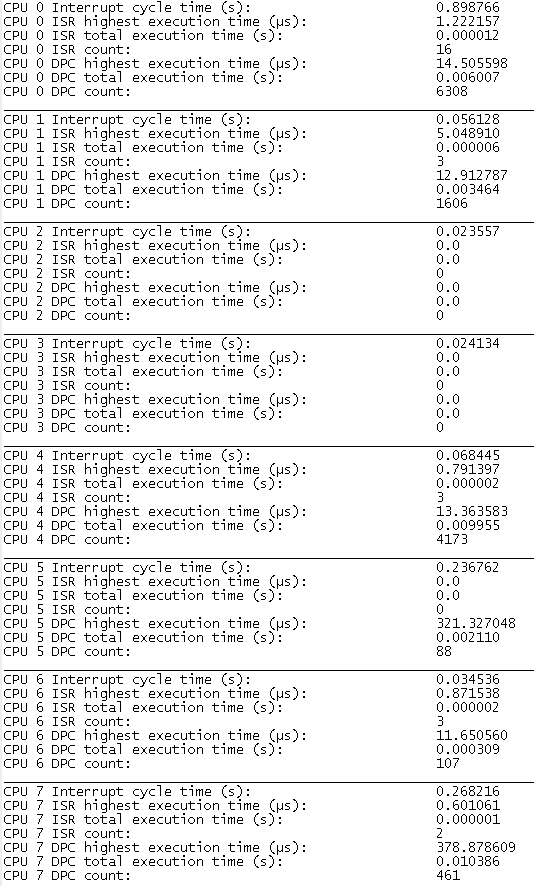 CPU 0 Interrupt cycle time (s): 0.898766
CPU 0 ISR highest execution time (µs): 1.222157
CPU 0 ISR total execution time (s): 0.000012
CPU 0 ISR count: 16
CPU 0 DPC highest execution time (µs): 14.505598
CPU 0 DPC total execution time (s): 0.006007
CPU 0 DPC count: 6308
CPU 1 Interrupt cycle time (s): 0.056128
CPU 1 ISR highest execution time (µs): 5.048910
CPU 1 ISR total execution time (s): 0.000006
CPU 1 ISR count: 3
CPU 1 DPC highest execution time (µs): 12.912787
CPU 1 DPC total execution time (s): 0.003464
CPU 1 DPC count: 1606
CPU 2 Interrupt cycle time (s): 0.023557
CPU 2 ISR highest execution time (µs): 0.0
CPU 2 ISR total execution time (s): 0.0
CPU 2 ISR count: 0
CPU 2 DPC highest execution time (µs): 0.0
CPU 2 DPC total execution time (s): 0.0
CPU 2 DPC count: 0
CPU 3 Interrupt cycle time (s): 0.024134
CPU 3 ISR highest execution time (µs): 0.0
CPU 3 ISR total execution time (s): 0.0
CPU 3 ISR count: 0
CPU 3 DPC highest execution time (µs): 0.0
CPU 3 DPC total execution time (s): 0.0
CPU 3 DPC count: 0
CPU 4 Interrupt cycle time (s): 0.068445
CPU 4 ISR highest execution time (µs): 0.791397
CPU 4 ISR total execution time (s): 0.000002
CPU 4 ISR count: 3
CPU 4 DPC highest execution time (µs): 13.363583
CPU 4 DPC total execution time (s): 0.009955
CPU 4 DPC count: 4173
CPU 5 Interrupt cycle time (s): 0.236762
CPU 5 ISR highest execution time (µs): 0.0
CPU 5 ISR total execution time (s): 0.0
CPU 5 ISR count: 0
CPU 5 DPC highest execution time (µs): 321.327048
CPU 5 DPC total execution time (s): 0.002110
CPU 5 DPC count: 88
CPU 6 Interrupt cycle time (s): 0.034536
CPU 6 ISR highest execution time (µs): 0.871538
CPU 6 ISR total execution time (s): 0.000002
CPU 6 ISR count: 3
CPU 6 DPC highest execution time (µs): 11.650560
CPU 6 DPC total execution time (s): 0.000309
CPU 6 DPC count: 107
CPU 7 Interrupt cycle time (s): 0.268216
CPU 7 ISR highest execution time (µs): 0.601061
CPU 7 ISR total execution time (s): 0.000001
CPU 7 ISR count: 2
CPU 7 DPC highest execution time (µs): 378.878609
CPU 7 DPC total execution time (s): 0.010386
CPU 7 DPC count: 461